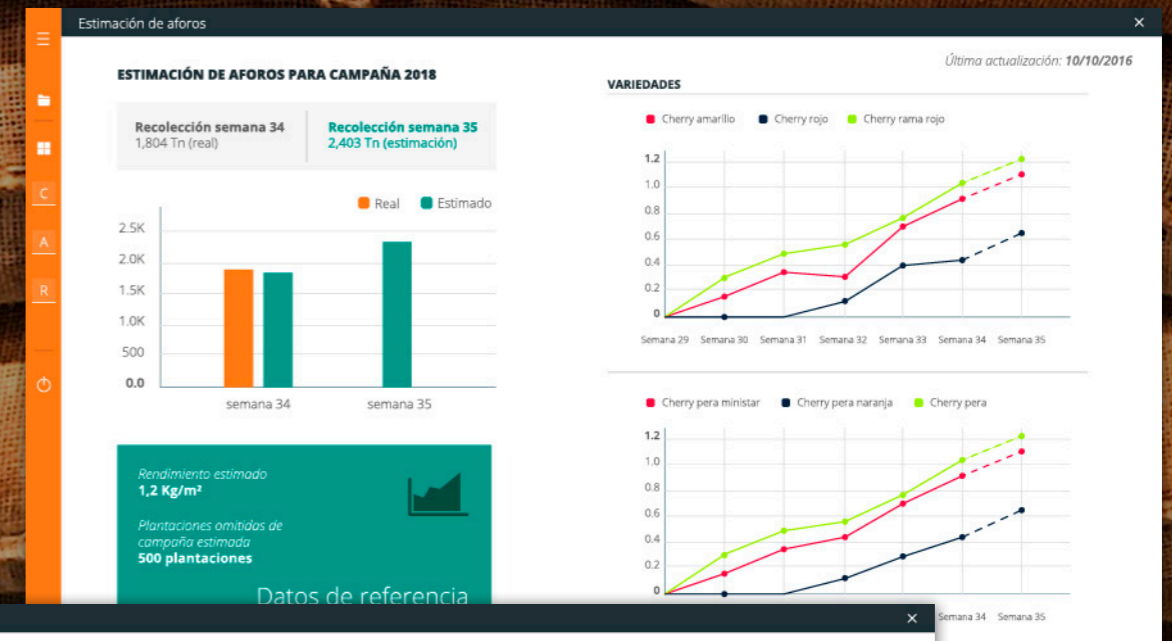 Estimación de aforos
×
C
A
R
ESTIMACIÓN DE AFOROS PARA CAMPAÑA 2018
Recolección semana 34
1,804 Tn (real)
Recolección semana 35
2,403 Tn (estimación)
Real
Estimado
2.5K
2.0K
1.5K
1.0K
500
0.0
semana 34
semana 35
Rendimiento estimado
1,2 Kg/m²
Plantaciones omitidas de
campaña estimada
500 plantaciones
Datos de referencia
Última actualización: 10/10/2016
VARIEDADES
Cherry amarillo
Cherry rojo
Cherry rama rojo
1.2
1.0
0.8
0.6
0.4
0.2
0
Semana 29 Semana 30 Semana 31 Semana 32 Semana 33 Semana 34 Semana 35
Cherry pera ministar
Cherry pera naranja
Cherry pera
1.2
1.0
0.8
0.6
0.4
0.2
0
Semana 34 Semana 35
×